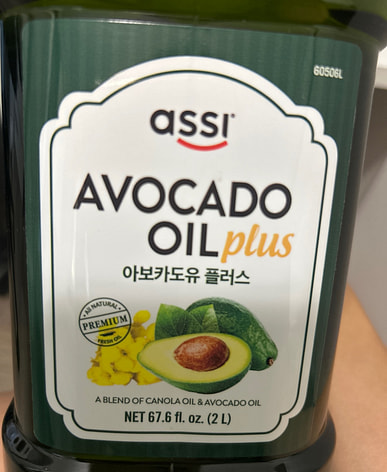 60506L
assi
AVOCADO
OIL plus
아보카도유 플러스
All NATURAL
PREMIUM
FRESH OIL
A BLEND OF CANOLA OIL & AVOCADO OIL
NET 67.6 fl. oz. (2 L)